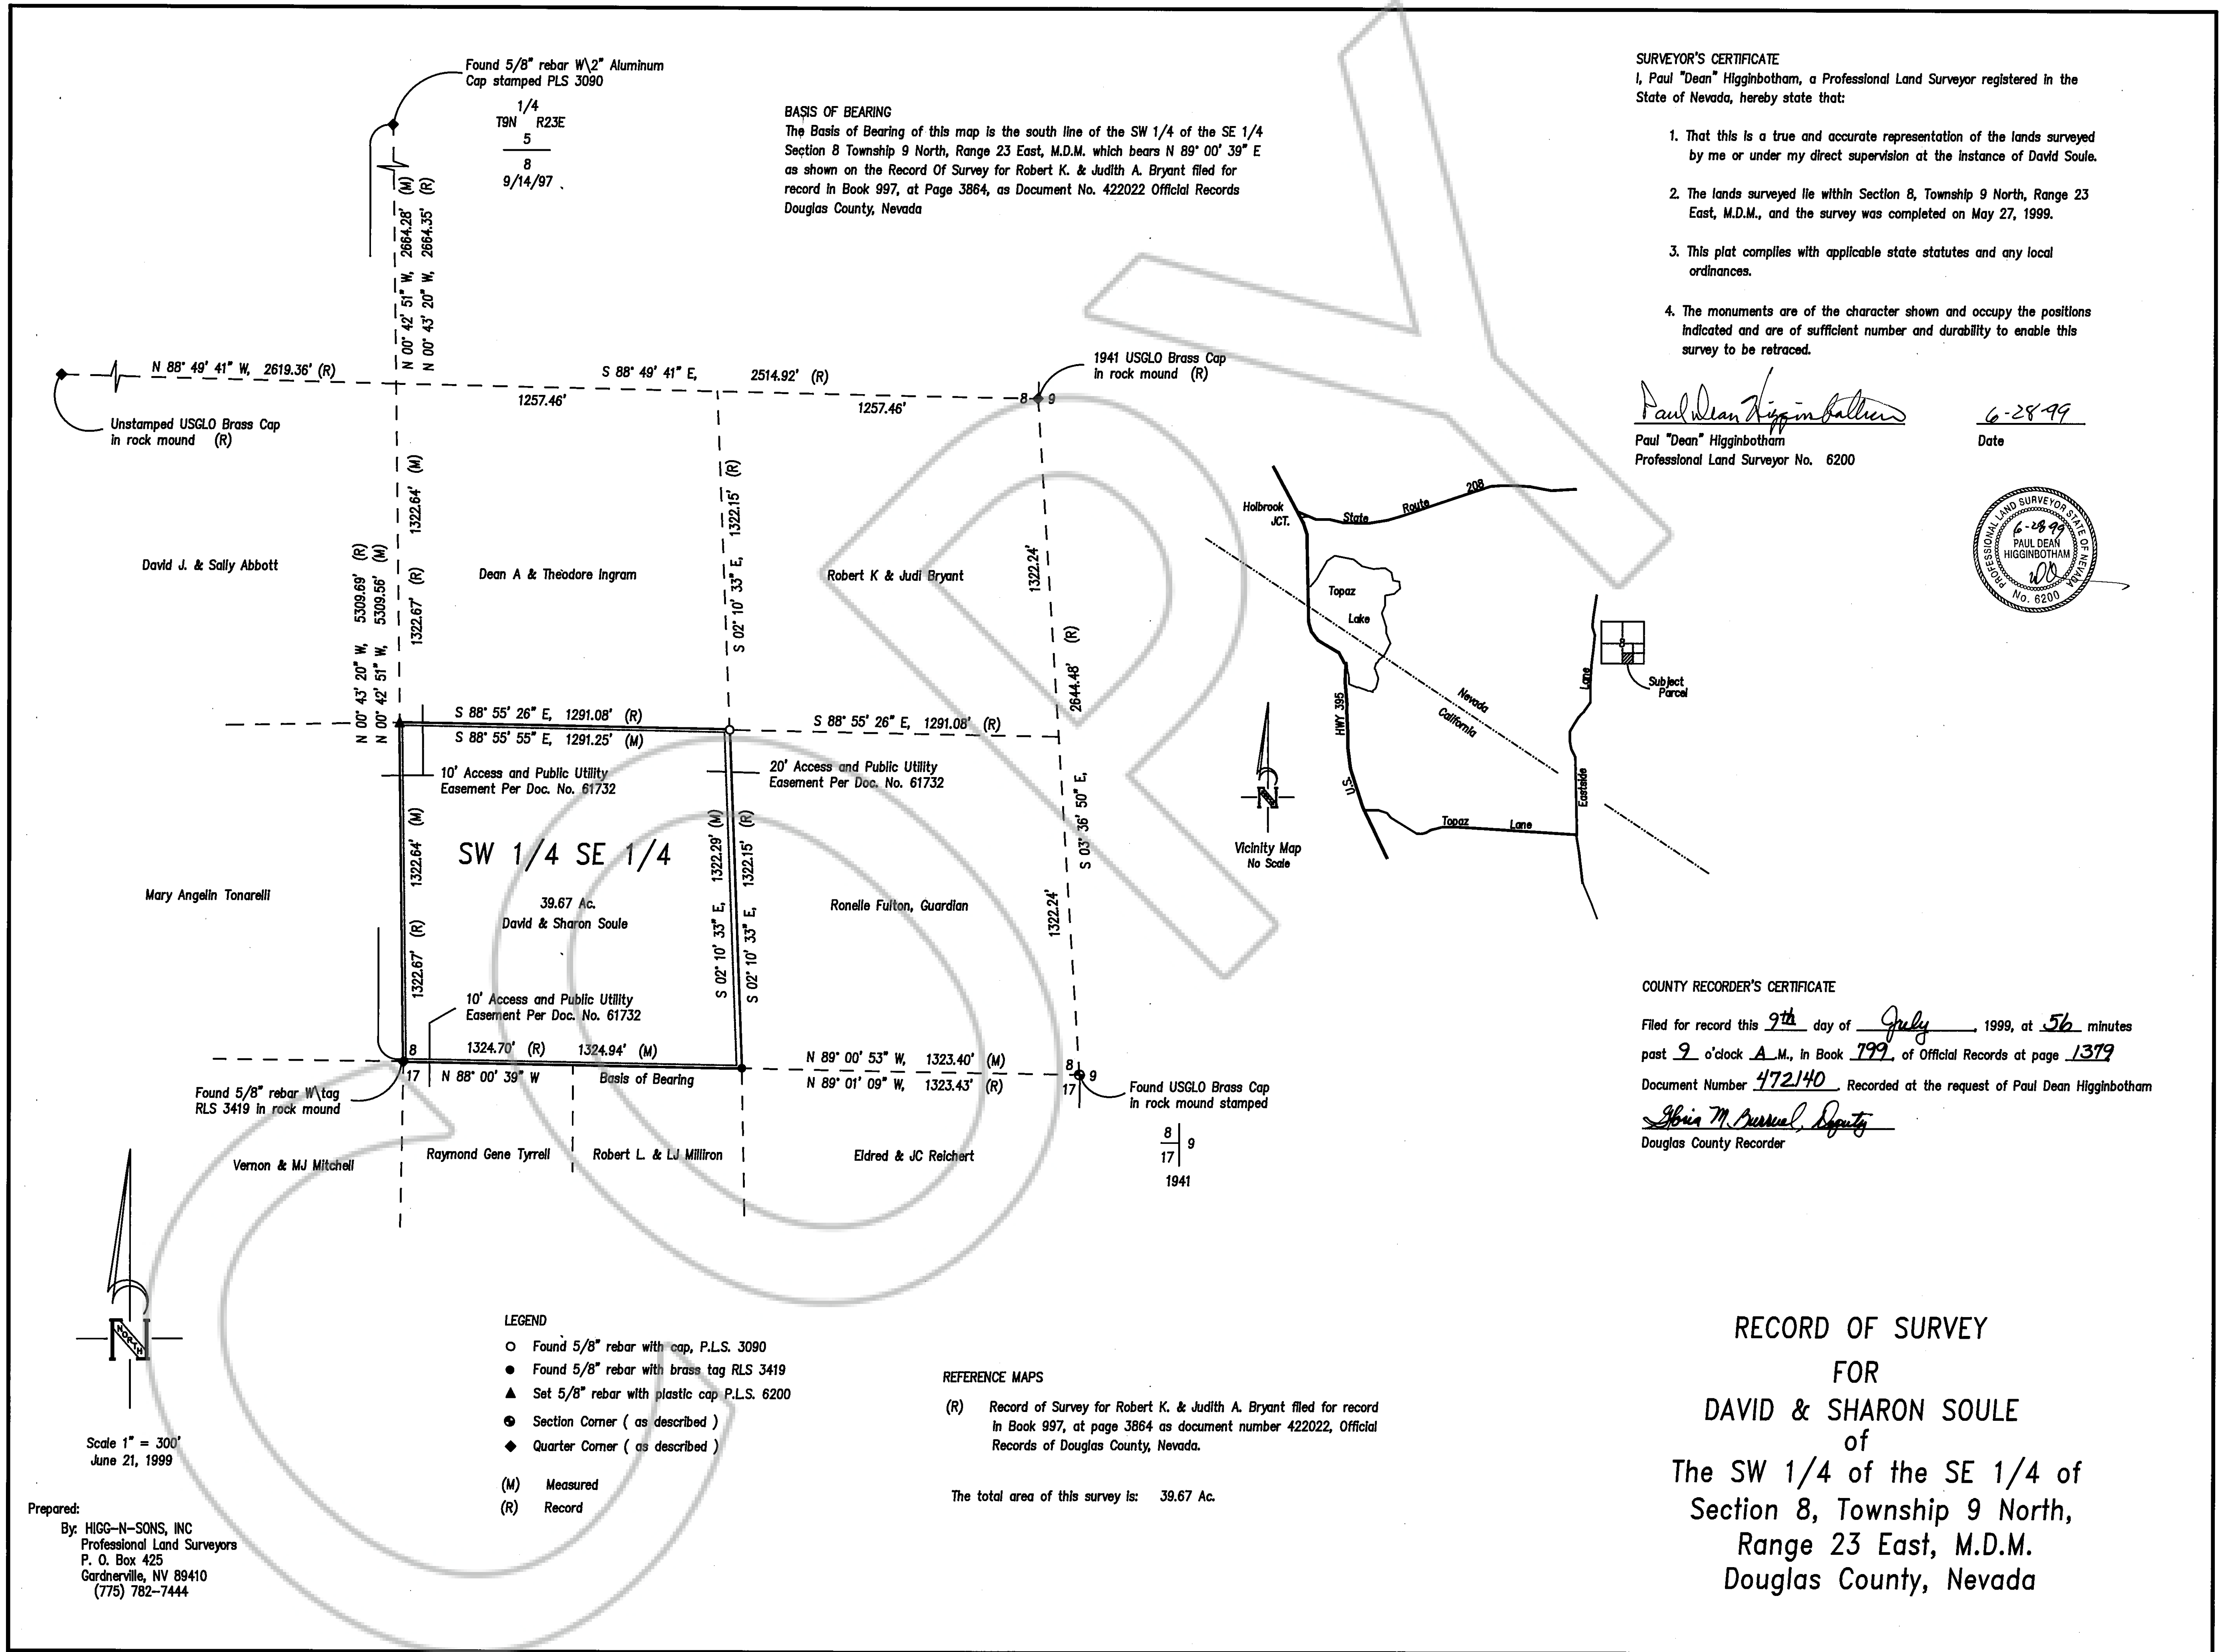 Found 5/8" rebar W\2" Aluminum
Cap stamped PLS 3090
1/4
T9N R23E
5
8
9/14/97
BASIS OF BEARING
The Basis of Bearing of this map is the south line of the SW 1/4 of the SE 1/4
Section 8 Township 9 North, Range 23 East, M.D.M. which bears N 89° 00' 39" E
as shown on the Record Of Survey for Robert K. & Judith A. Bryant filed for
record in Book 997, at Page 3864, as Document No. 422022 Official Records
Douglas County, Nevada
SURVEYOR'S CERTIFICATE
I, Paul "Dean" Higginbotham, a Professional Land Surveyor registered in the
State of Nevada, hereby state that:
1. That this is a true and accurate representation of the lands surveyed
by me or under my direct supervision at the instance of David Soule.
2. The lands surveyed lie within Section 8, Township 9 North, Range 23
East, M.D.M., and the survey was completed on May 27, 1999.
3. This plat complies with applicable state statutes and any local
ordinances.
4. The monuments are of the character shown and occupy the positions
indicated and are of sufficient number and durability to enable this
survey to be retraced.
Paul Dean Higginbotham
6-28-99
Paul "Dean" Higginbotham
Date
Professional Land Surveyor No. 6200
PROFESSIONAL LAND SURVEYOR STATE OF NEVADA
6-28-99
PAUL DEAN
HIGGINBOTHAM
No. 6200
N 00° 42' 51" W, 2664.28' (M)
N 00° 43' 20" W, 2664.35' (R)
N 88° 49' 41" W, 2619.36' (R)
S 88° 49' 41" E, 2514.92' (R)
1257.46'
1257.46'
8 9
1941 USGLO Brass Cap
in rock mound (R)
Unstamped USGLO Brass Cap
in rock mound (R)
1322.67' (R) 1322.64' (M)
S 02° 10' 33" E, 1322.15' (R)
1322.24'
N 00° 43' 20" W, 5309.69' (R)
N 00° 42' 51" W, 5309.56' (M)
David J. & Sally Abbott
Dean A & Theodore Ingram
Robert K & Judi Bryant
S 03° 36' 50" E, 2644.48' (R)
S 88° 55' 26" E, 1291.08' (R)
S 88° 55' 55" E, 1291.25' (M)
S 88° 55' 26" E, 1291.08' (R)
10' Access and Public Utility
Easement Per Doc. No. 61732
20' Access and Public Utility
Easement Per Doc. No. 61732
1322.67' (R) 1322.64' (M)
S 02° 10' 33" E, 1322.29' (M)
S 02° 10' 33" E, 1322.15' (R)
1322.24'
SW 1/4 SE 1/4
39.67 Ac.
David & Sharon Soule
Mary Angelin Tonarelli
Ronelle Fulton, Guardian
10' Access and Public Utility
Easement Per Doc. No. 61732
8
17
1324.70' (R) 1324.94' (M)
N 88° 00' 39" W Basis of Bearing
N 89° 00' 53" W, 1323.40' (M)
N 89° 01' 09" W, 1323.43' (R)
8 9
17
Found 5/8" rebar W\tag
RLS 3419 in rock mound
Found USGLO Brass Cap
in rock mound stamped
8
17
9
1941
Vernon & MJ Mitchell
Raymond Gene Tyrrell
Robert L. & LJ Milliron
Eldred & JC Reichert
Holbrook
JCT.
State Route 208
Topaz
Lake
Nevada
California
U.S. HWY 395
Topaz Lane
Eastside Lane
8
Subject
Parcel
N
Vicinity Map
No Scale
COUNTY RECORDER'S CERTIFICATE
Filed for record this 9th day of July, 1999, at 56 minutes
past 9 o'clock A.M., in Book 799, of Official Records at page 1379
Document Number 472140. Recorded at the request of Paul Dean Higginbotham
Deputy
Douglas County Recorder
NORTH
Scale 1" = 300'
June 21, 1999
Prepared:
By: HIGG-N-SONS, INC
Professional Land Surveyors
P. O. Box 425
Gardnerville, NV 89410
(775) 782-7444
LEGEND
Found 5/8" rebar with cap, P.L.S. 3090
Found 5/8" rebar with brass tag RLS 3419
Set 5/8" rebar with plastic cap P.L.S. 6200
Section Corner ( as described )
Quarter Corner ( as described )
(M) Measured
(R) Record
REFERENCE MAPS
(R) Record of Survey for Robert K. & Judith A. Bryant filed for record
in Book 997, at page 3864 as document number 422022, Official
Records of Douglas County, Nevada.
The total area of this survey is: 39.67 Ac.
RECORD OF SURVEY
FOR
DAVID & SHARON SOULE
of
The SW 1/4 of the SE 1/4 of
Section 8, Township 9 North,
Range 23 East, M.D.M.
Douglas County, Nevada
COPY